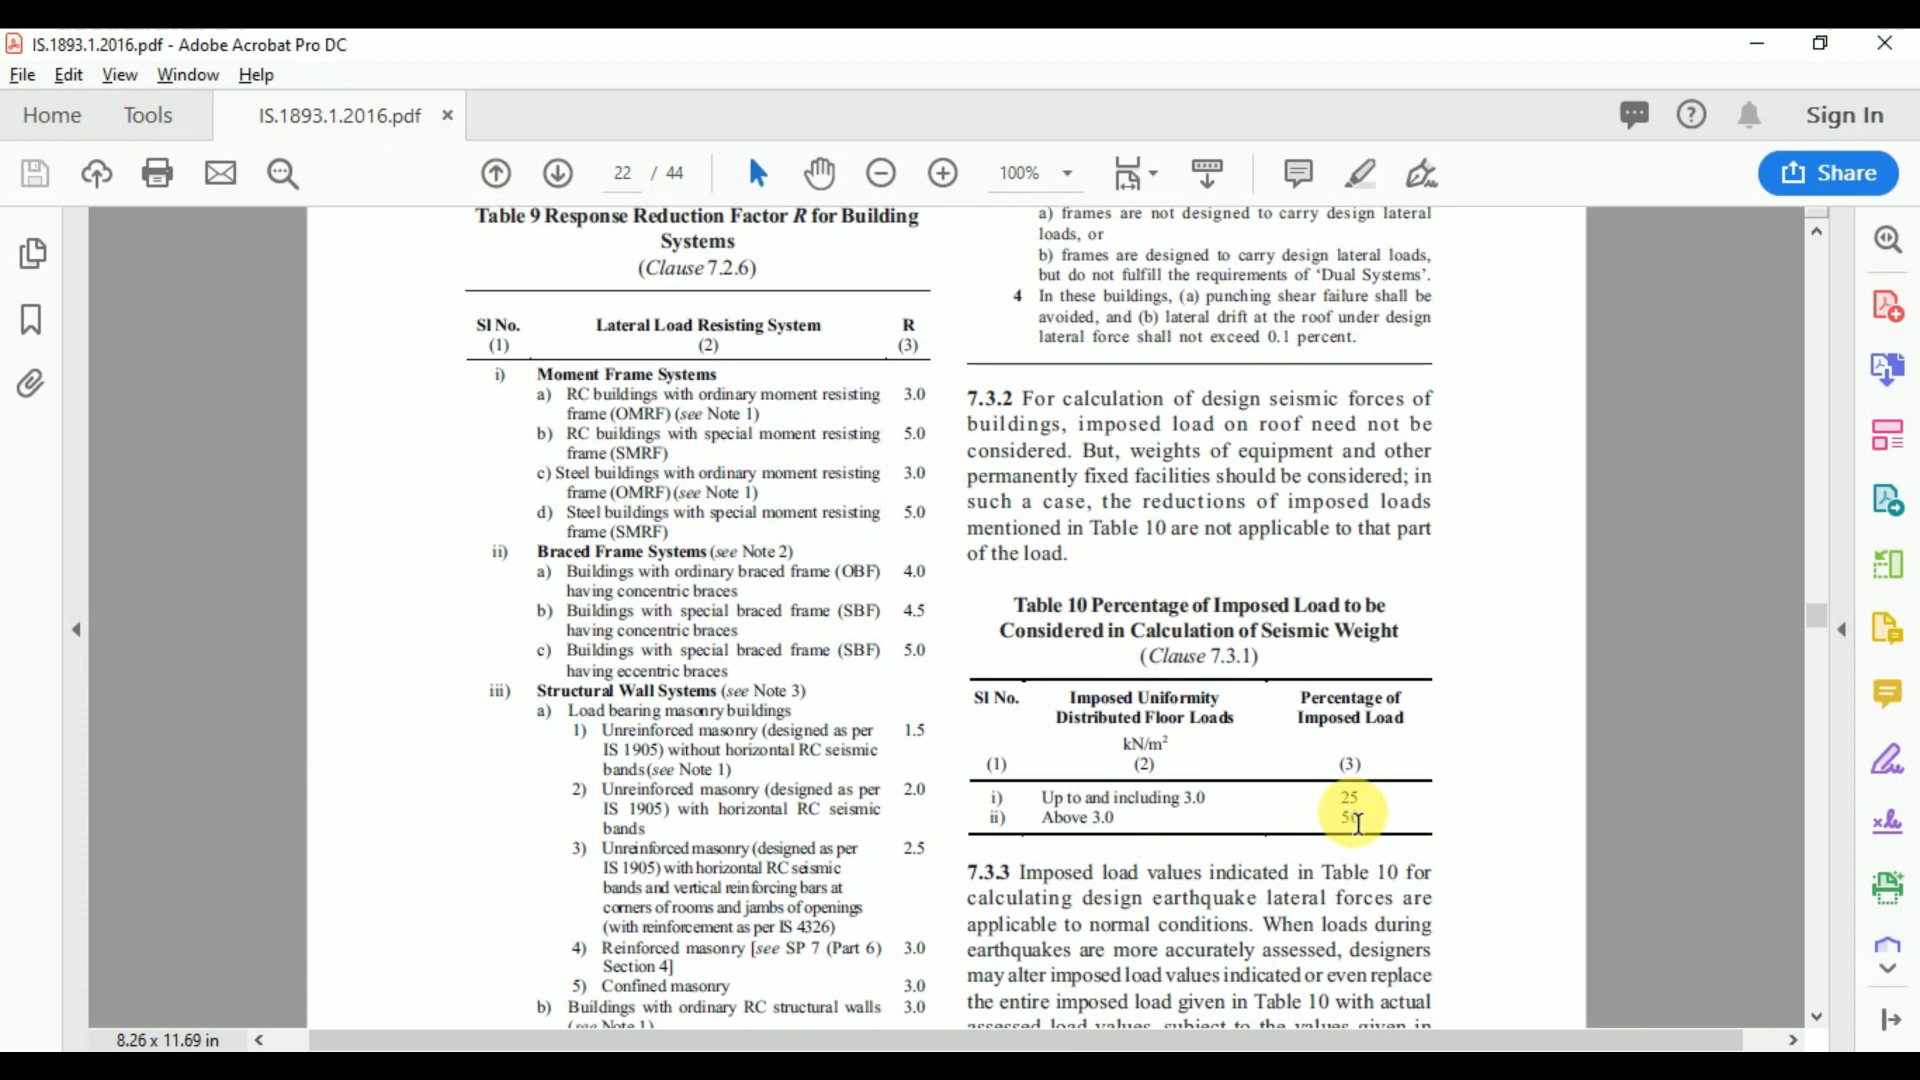 IS.1893.1.2016.pdf - Adobe Acrobat Pro DC
File Edit View Window Help
Home Tools IS.1893.1.2016.pdf × Sign In
22 / 44 100% Share
Table 9 Response Reduction Factor R for Building
Systems
(Clause 7.2.6)
Sl No. Lateral Load Resisting System R
(1) (2) (3)
i) Moment Frame Systems
a) RC buildings with ordinary moment resisting 3.0
frame (OMRF) (see Note 1)
b) RC buildings with special moment resisting 5.0
frame (SMRF)
c) Steel buildings with ordinary moment resisting 3.0
frame (OMRF) (see Note 1)
d) Steel buildings with special moment resisting 5.0
frame (SMRF)
ii) Braced Frame Systems (see Note 2)
a) Buildings with ordinary braced frame (OBF) 4.0
having concentric braces
b) Buildings with special braced frame (SBF) 4.5
having concentric braces
c) Buildings with special braced frame (SBF) 5.0
having eccentric braces
iii) Structural Wall Systems (see Note 3)
a) Load bearing masonry buildings
1) Unreinforced masonry (designed as per 1.5
IS 1905) without horizontal RC seismic
bands (see Note 1)
2) Unreinforced masonry (designed as per 2.0
IS 1905) with horizontal RC seismic
bands
3) Unreinforced masonry (designed as per 2.5
IS 1905) with horizontal RC seismic
bands and vertical reinforcing bars at
corners of rooms and jambs of openings
(with reinforcement as per IS 4326)
4) Reinforced masonry [see SP 7 (Part 6) 3.0
Section 4]
5) Confined masonry 3.0
b) Buildings with ordinary RC structural walls 3.0
(see Note 1)
a) frames are not designed to carry design lateral
loads, or
b) frames are designed to carry design lateral loads,
but do not fulfill the requirements of ‘Dual Systems’.
4 In these buildings, (a) punching shear failure shall be
avoided, and (b) lateral drift at the roof under design
lateral force shall not exceed 0.1 percent.
7.3.2 For calculation of design seismic forces of
buildings, imposed load on roof need not be
considered. But, weights of equipment and other
permanently fixed facilities should be considered; in
such a case, the reductions of imposed loads
mentioned in Table 10 are not applicable to that part
of the load.
Table 10 Percentage of Imposed Load to be
Considered in Calculation of Seismic Weight
(Clause 7.3.1)
Sl No. Imposed Uniformity Percentage of
Distributed Floor Loads Imposed Load
kN/m²
(1) (2) (3)
i) Up to and including 3.0 25
ii) Above 3.0 50
7.3.3 Imposed load values indicated in Table 10 for
calculating design earthquake lateral forces are
applicable to normal conditions. When loads during
earthquakes are more accurately assessed, designers
may alter imposed load values indicated or even replace
the entire imposed load given in Table 10 with actual
assessed load values, subject to the values given in
8.26 x 11.69 in